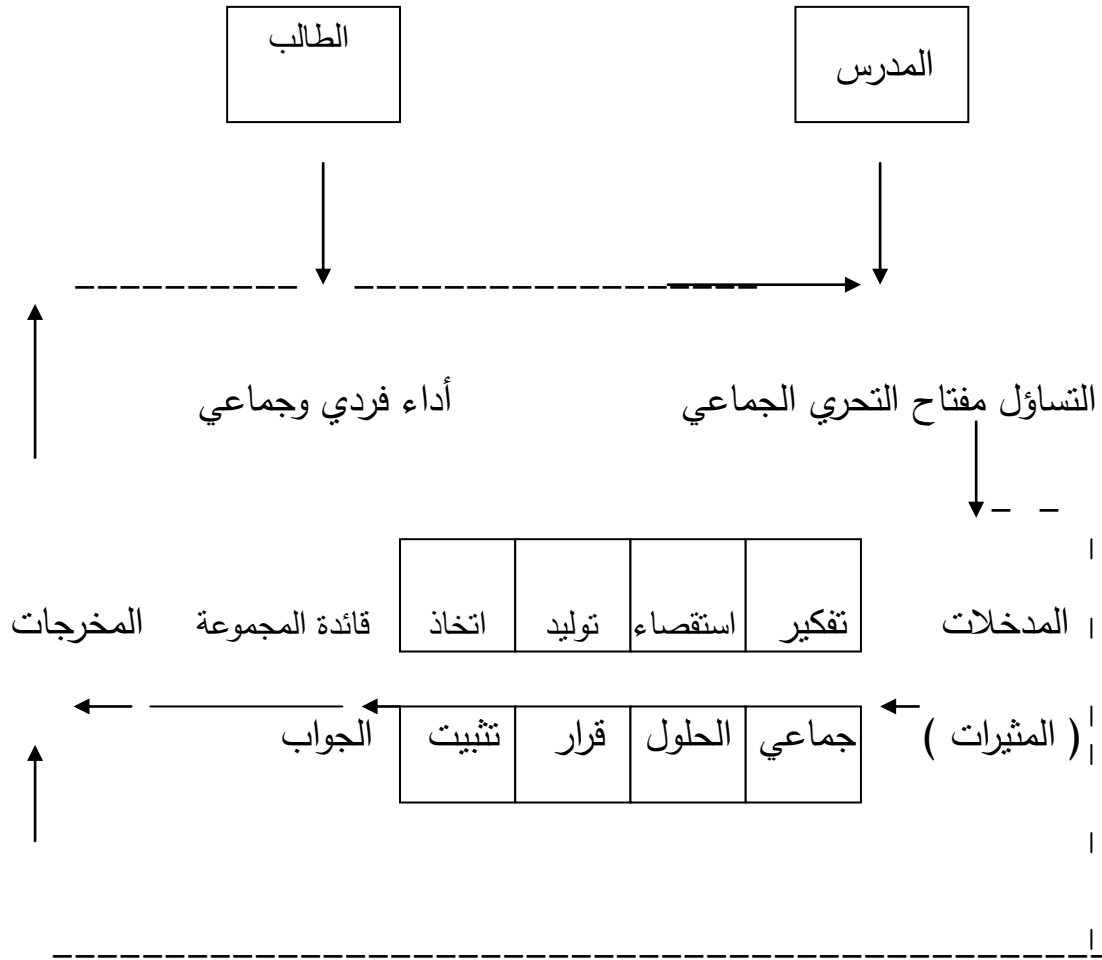 المدرس
الطالب
التساؤل مفتاح التحري الجماعي
أداء فردي وجماعي
المدخلات
تفكير
استقصاء
توليد
اتخاذ
قائدة المجموعة
المخرجات
( المثيرات )
جماعي
الحلول
قرار
تثبيت
الجواب